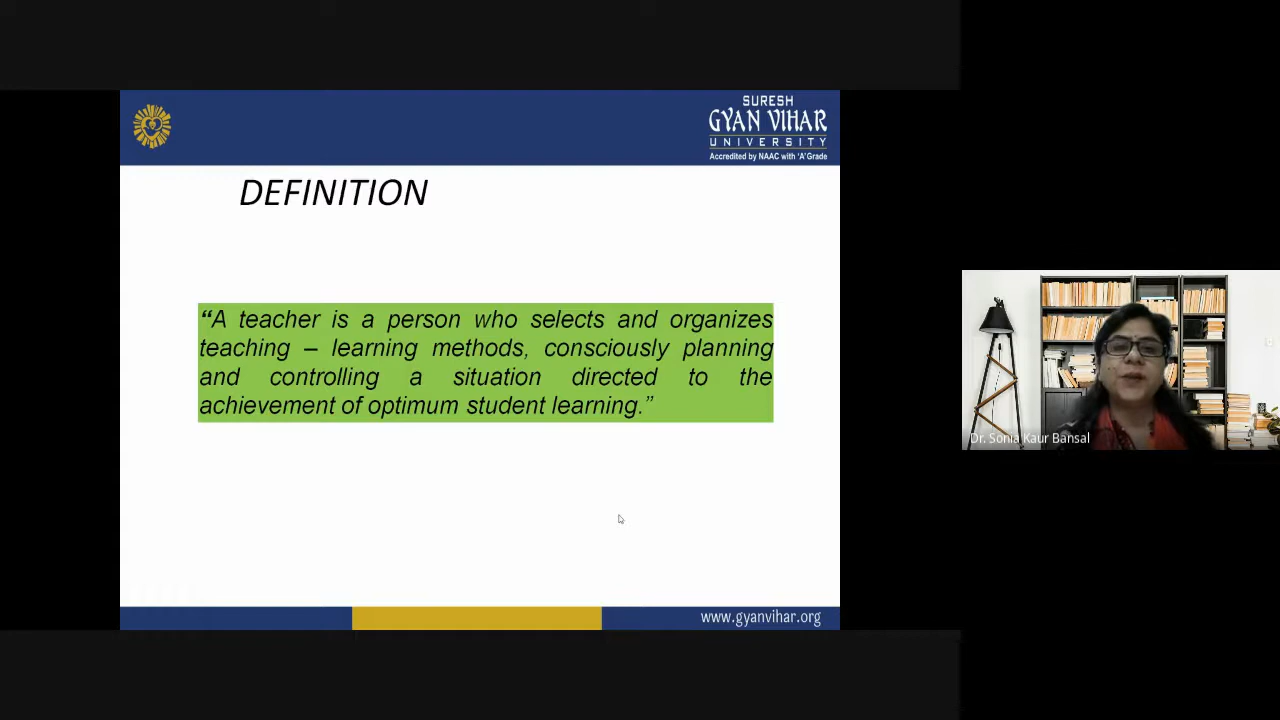 SURESH
GYAN VIHAR
UNIVERSITY
Accredited by NAAC with 'A' Grade
DEFINITION
“A teacher is a person who selects and organizes
teaching – learning methods, consciously planning
and controlling a situation directed to the
achievement of optimum student learning.”
Dr. Sonia Kaur Bansal
www.gyanvihar.org